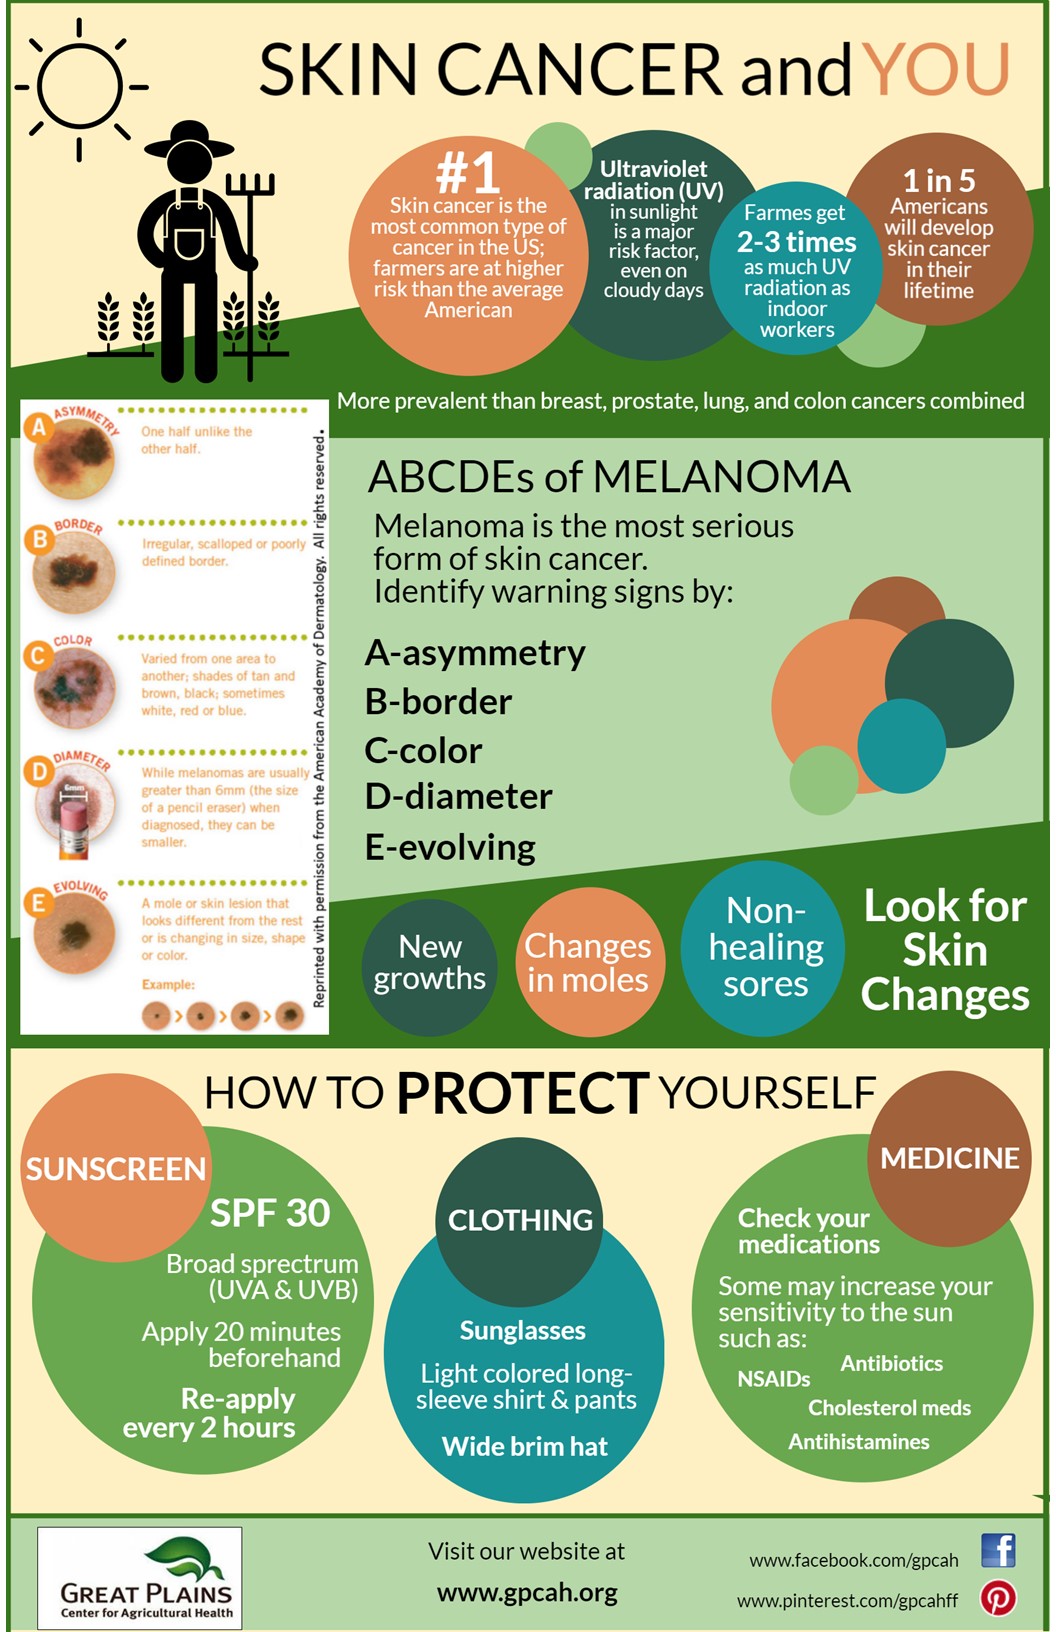 SKIN CANCER and YOU
#1
Skin cancer is the
most common type of
cancer in the US;
farmers are at higher
risk than the average
American
Ultraviolet
radiation (UV)
in sunlight
is a major
risk factor,
even on
cloudy days
Farmes get
2-3 times
as much UV
radiation as
indoor
workers
1 in 5
Americans
will develop
skin cancer
in their
lifetime
More prevalent than breast, prostate, lung, and colon cancers combined
A
ASYMMETRY
One half unlike the
other half.
B
BORDER
Irregular, scalloped or poorly
defined border.
C
COLOR
Varied from one area to
another; shades of tan and
brown, black; sometimes
white, red or blue.
D
DIAMETER
6mm
While melanomas are usually
greater than 6mm (the size
of a pencil eraser) when
diagnosed, they can be
smaller.
E
EVOLVING
A mole or skin lesion that
looks different from the rest
or is changing in size, shape
or color.
Example:
Reprinted with permission from the American Academy of Dermatology. All rights reserved.
ABCDEs of MELANOMA
Melanoma is the most serious
form of skin cancer.
Identify warning signs by:
A-asymmetry
B-border
C-color
D-diameter
E-evolving
New
growths
Changes
in moles
Non-
healing
sores
Look for
Skin
Changes
HOW TO PROTECT YOURSELF
SUNSCREEN
SPF 30
Broad sprectrum
(UVA & UVB)
Apply 20 minutes
beforehand
Re-apply
every 2 hours
CLOTHING
Sunglasses
Light colored long-
sleeve shirt & pants
Wide brim hat
MEDICINE
Check your
medications
Some may increase your
sensitivity to the sun
such as:
Antibiotics
NSAIDs
Cholesterol meds
Antihistamines
GREAT PLAINS
Center for Agricultural Health
Visit our website at
www.gpcah.org
www.facebook.com/gpcah
www.pinterest.com/gpcahff